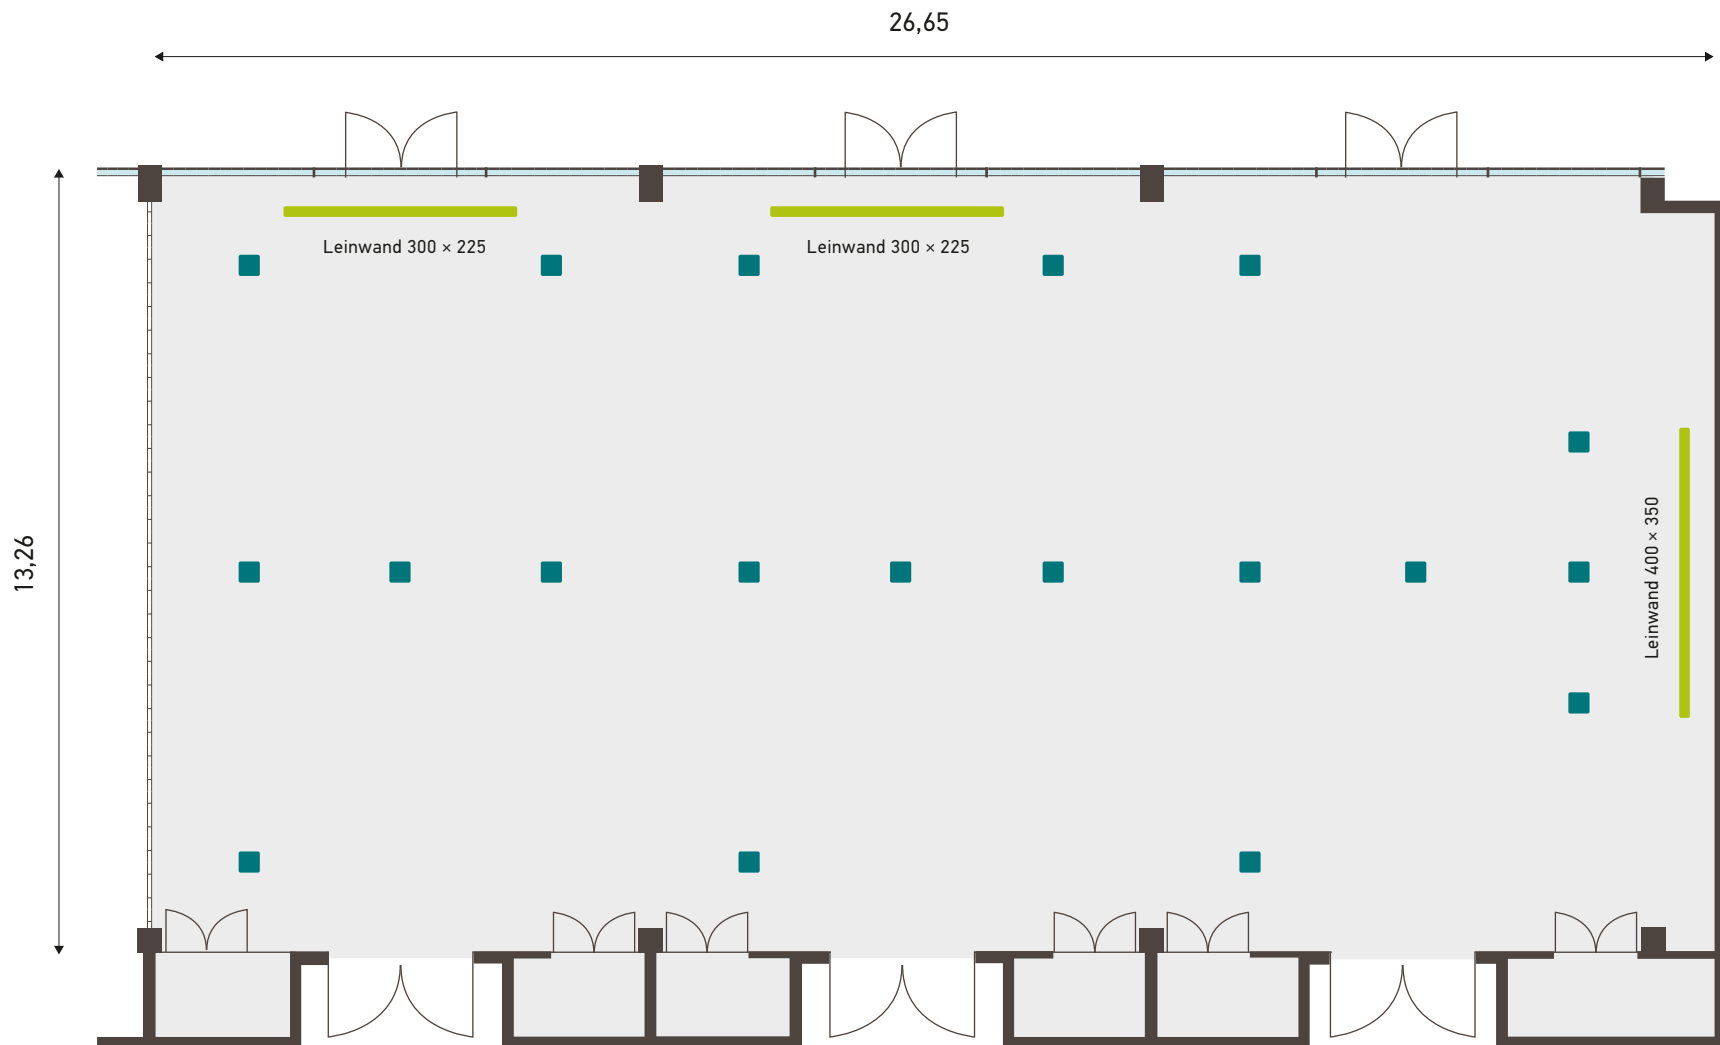 26,65
Leinwand 300 × 225
Leinwand 300 × 225
13,26
Leinwand 400 × 350